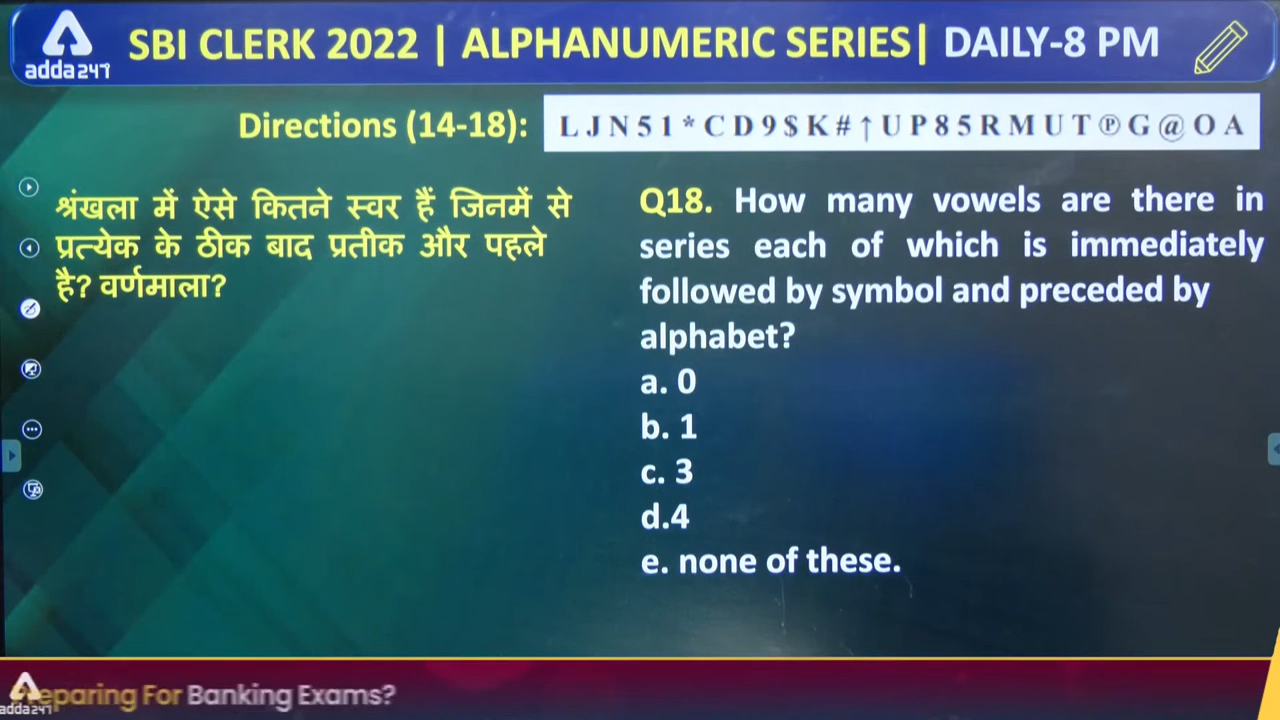 adda247
SBI CLERK 2022 | ALPHANUMERIC SERIES| DAILY-8 PM
Directions (14-18): L J N 5 1 * C D 9 $ K # ↑ U P 8 5 R M U T Ⓟ G @ O A
श्रंखला में ऐसे कितने स्वर हैं जिनमें से
प्रत्येक के ठीक बाद प्रतीक और पहले
है? वर्णमाला?
Q18. How many vowels are there in
series each of which is immediately
followed by symbol and preceded by
alphabet?
a. 0
b. 1
c. 3
d.4
e. none of these.
Preparing For Banking Exams?
adda247